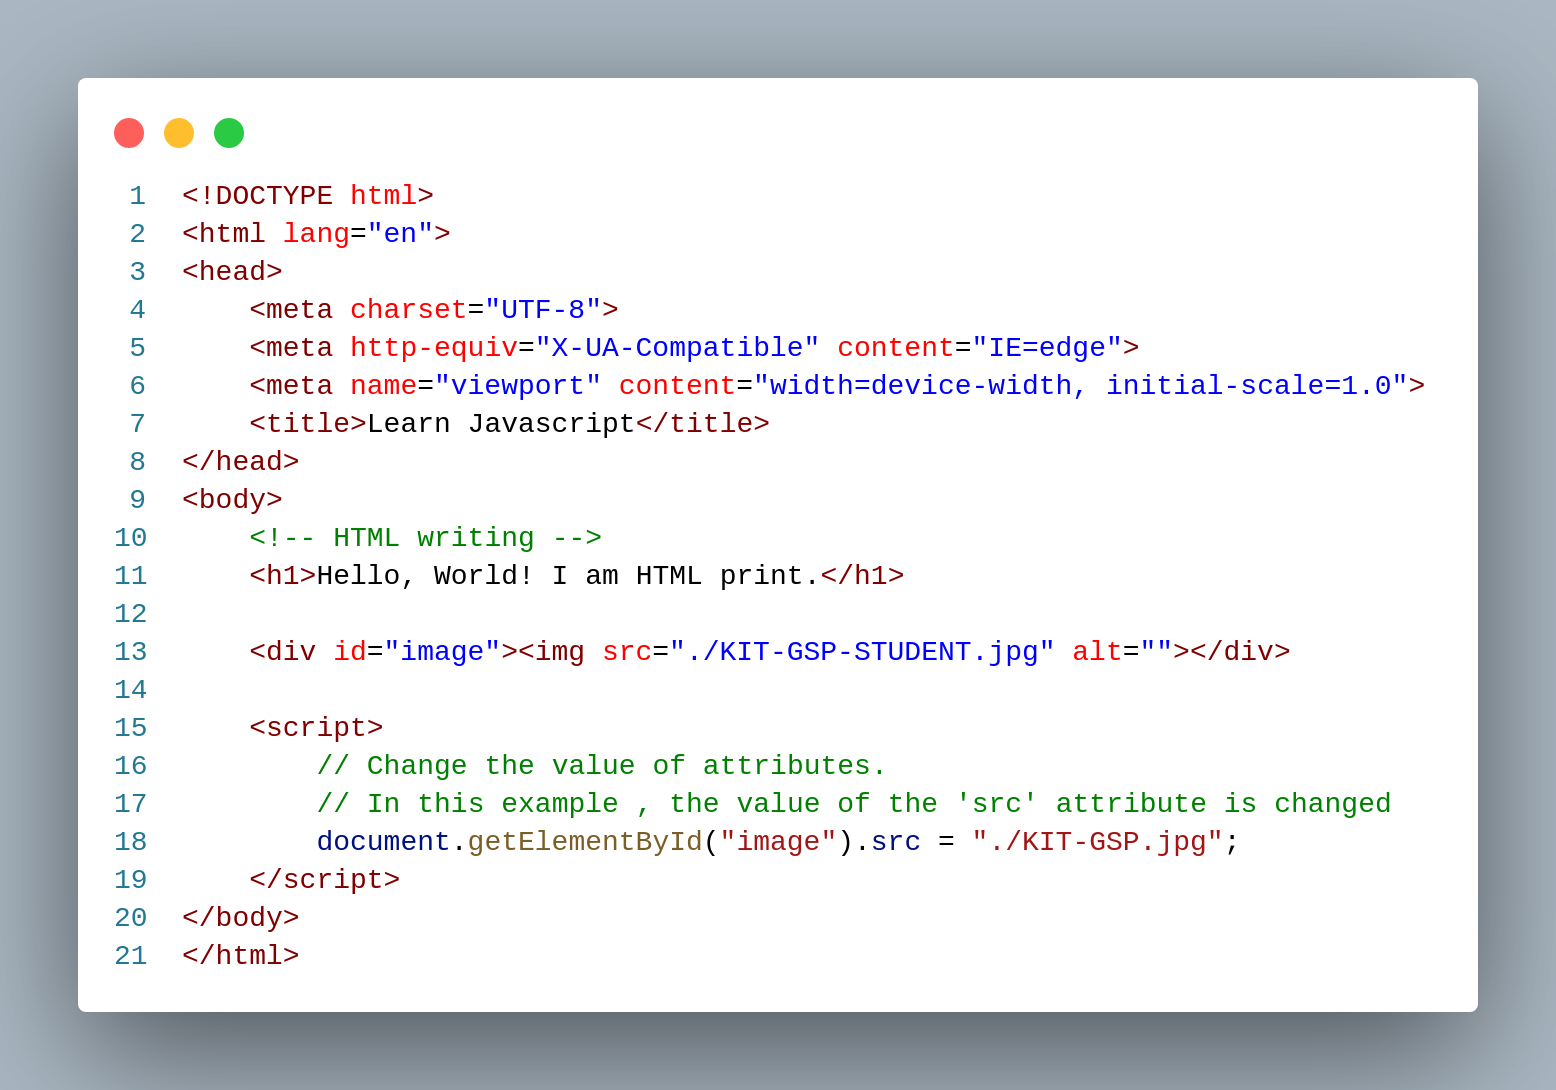 1 <!DOCTYPE html>
2 <html lang="en">
3 <head>
4     <meta charset="UTF-8">
5     <meta http-equiv="X-UA-Compatible" content="IE=edge">
6     <meta name="viewport" content="width=device-width, initial-scale=1.0">
7     <title>Learn Javascript</title>
8 </head>
9 <body>
10     <!-- HTML writing -->
11     <h1>Hello, World! I am HTML print.</h1>
12
13     <div id="image"><img src="./KIT-GSP-STUDENT.jpg" alt=""></div>
14
15     <script>
16         // Change the value of attributes.
17         // In this example , the value of the 'src' attribute is changed
18         document.getElementById("image").src = "./KIT-GSP.jpg";
19     </script>
20 </body>
21 </html>